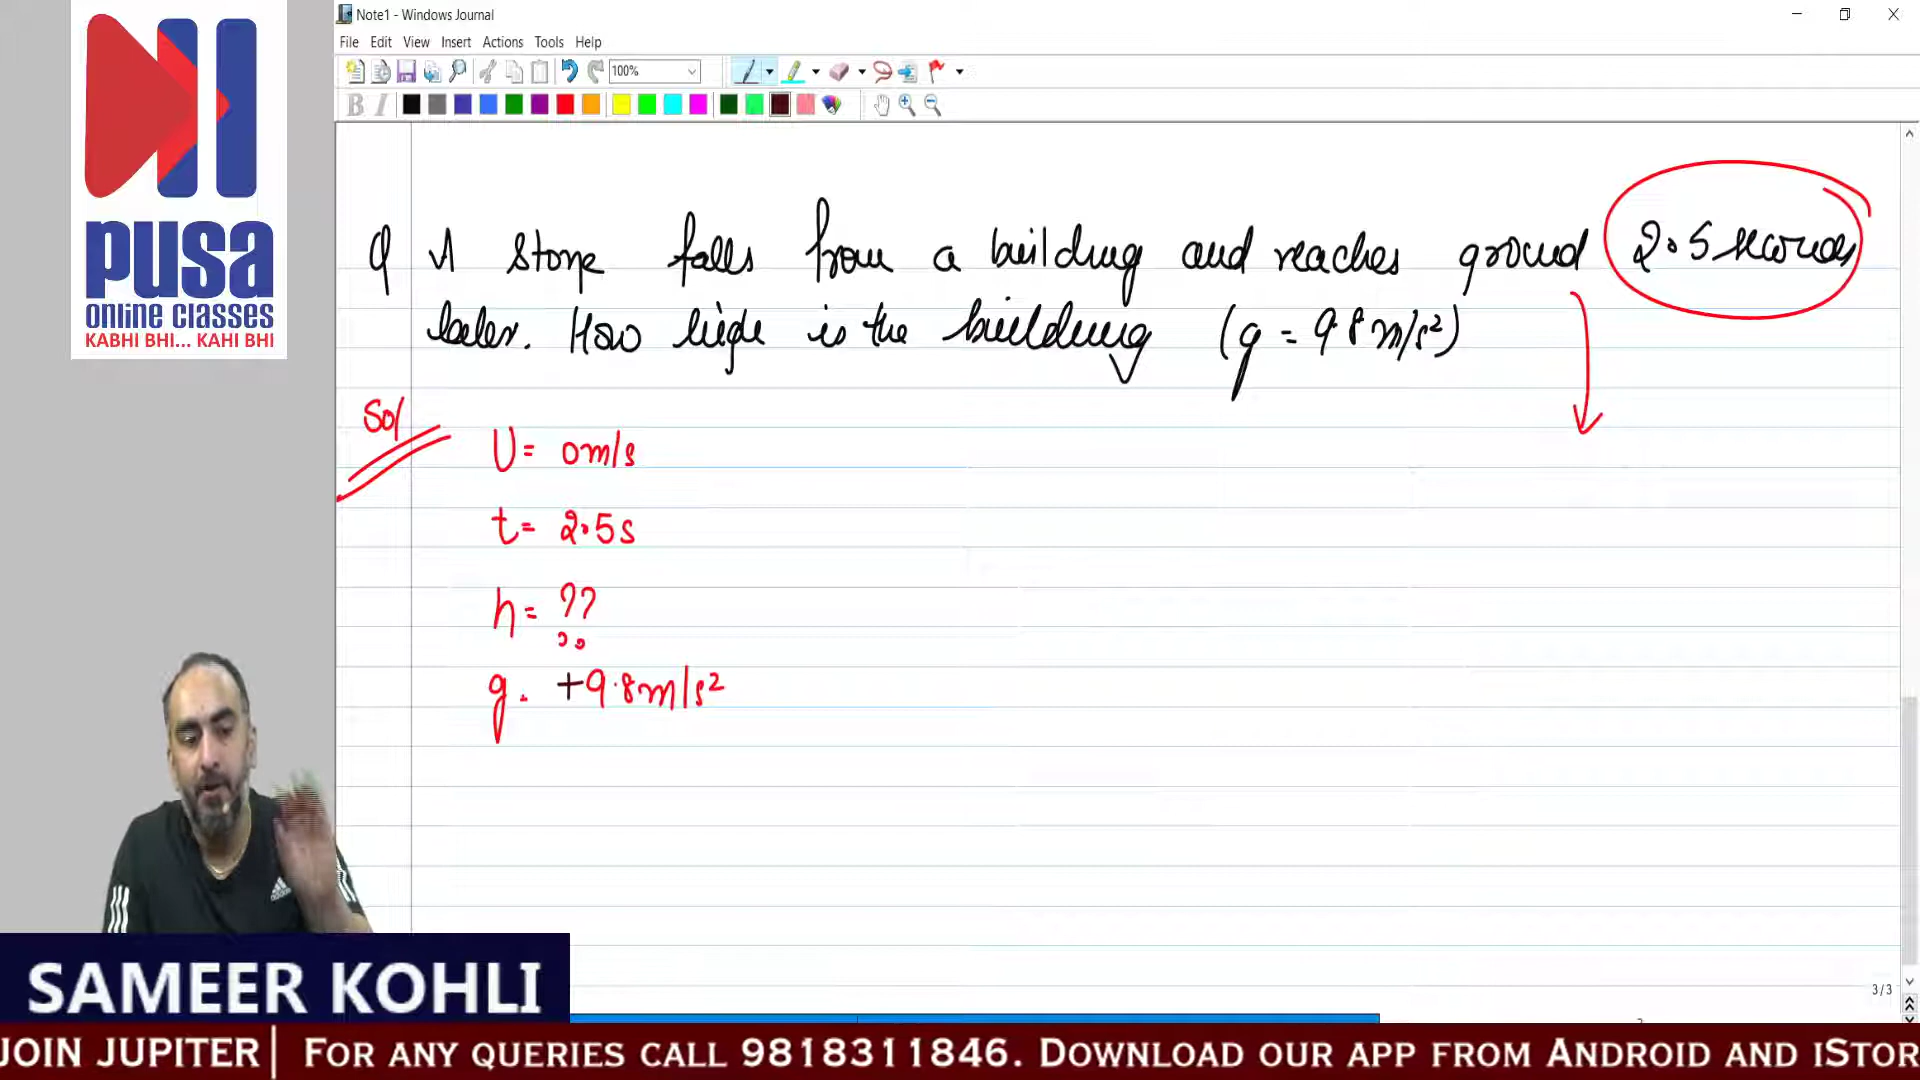 Note1 - Windows Journal
File Edit View Insert Actions Tools Help
100%
B I
PUSA
online classes
KABHI BHI... KAHI BHI
Q A stone falls from a building and reaches ground 2.5 seconds
later. How high is the building (g = 9.8 m/s²)
Sol
U = 0m/s
t = 2.5s
h = ??
g. +9.8m/s²
3/3
SAMEER KOHLI
JOIN JUPITER | FOR ANY QUERIES CALL 9818311846. DOWNLOAD OUR APP FROM ANDROID AND ISTOR